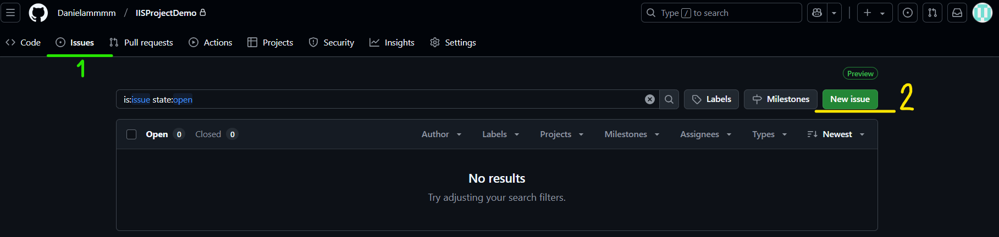 Danielammmm / IISProjectDemo
Type / to search
Code Issues Pull requests Actions Projects Security Insights Settings
1
Preview
is:issue state:open
Labels Milestones New issue 2
Open 0 Closed 0 Author Labels Projects Milestones Assignees Types Newest
No results
Try adjusting your search filters.